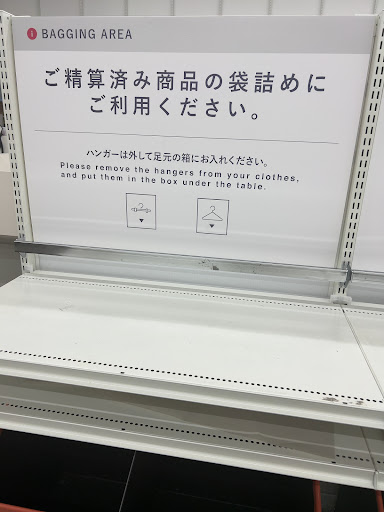 i BAGGING AREA
ご精算済み商品の袋詰めに
ご利用ください。
ハンガーは外して足元の箱にお入れください。
Please remove the hangers from your clothes,
and put them in the box under the table.